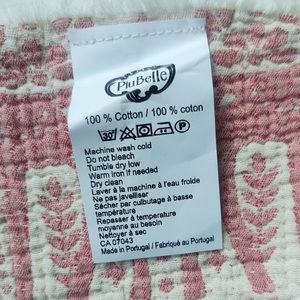 PiuBelle
100 % Cotton / 100 % coton
30 P
Machine wash cold
Do not bleach
Tumble dry low
Warm iron if needed
Dry clean
Laver à la machine à l'eau froide
Ne pas javelliser
Sécher par culbutage à basse
température
Repasser à température
moyenne au besoin
Nettoyer à sec
CA 07043
Made in Portugal / Fabriqué au Portugal